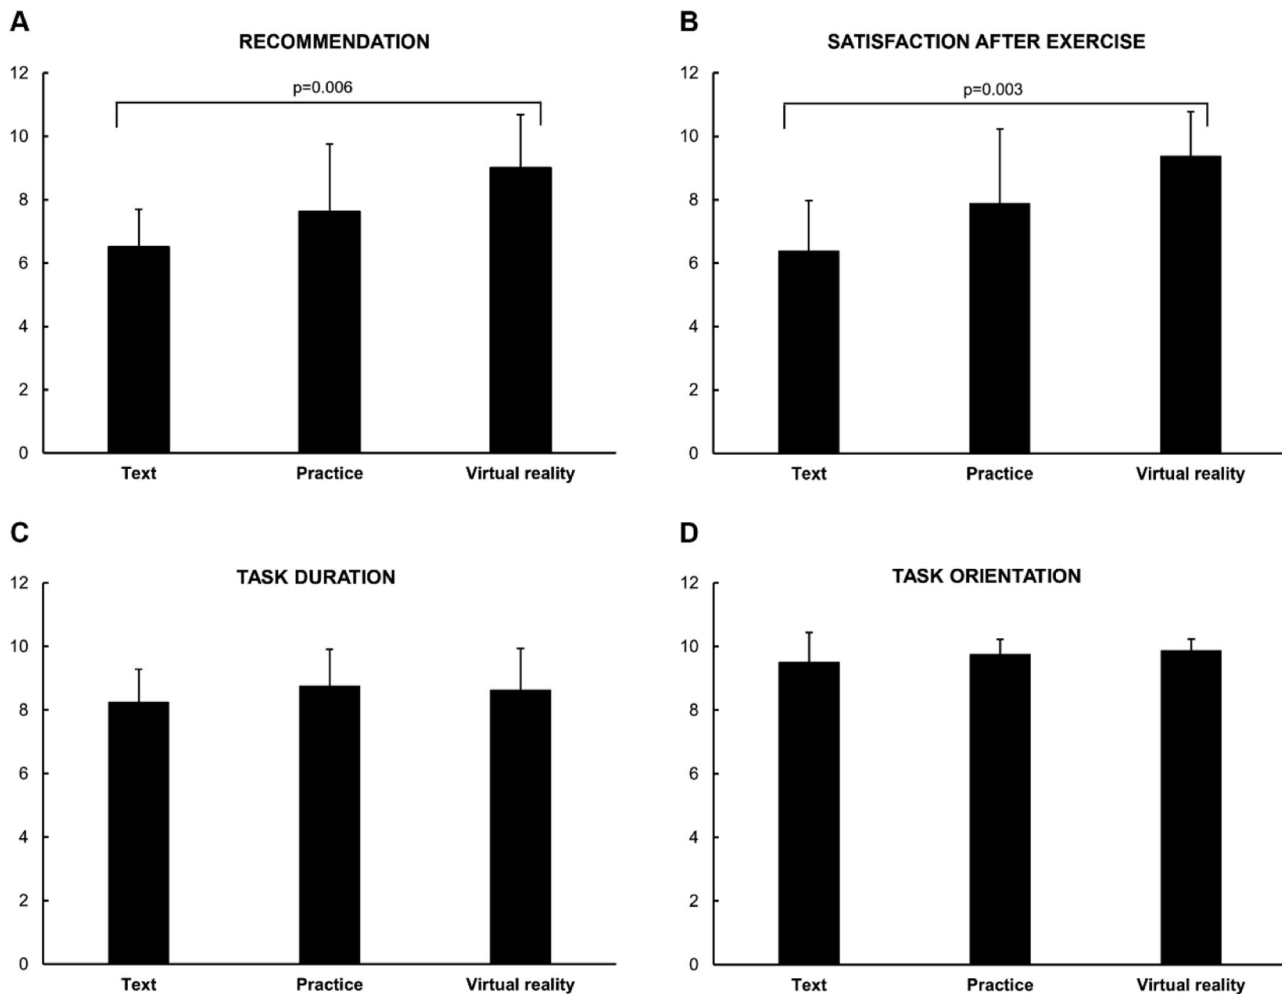 A
RECOMMENDATION
12
10
8
6
4
2
0
p=0.006
Text Practice Virtual reality
B
SATISFACTION AFTER EXERCISE
12
10
8
6
4
2
0
p=0.003
Text Practice Virtual reality
C
TASK DURATION
12
10
8
6
4
2
0
Text Practice Virtual reality
D
TASK ORIENTATION
12
10
8
6
4
2
0
Text Practice Virtual reality